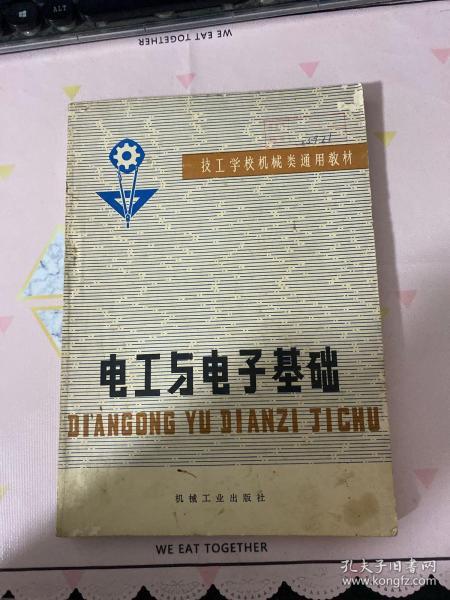 ALT
WE EAT TOGETHER
技工学校机械类通用教材
电工与电子基础
DIANGONG YU DIANZI JICHU
机械工业出版社
WE EAT TOGETHER
孔夫子旧书网
www.kongfz.com